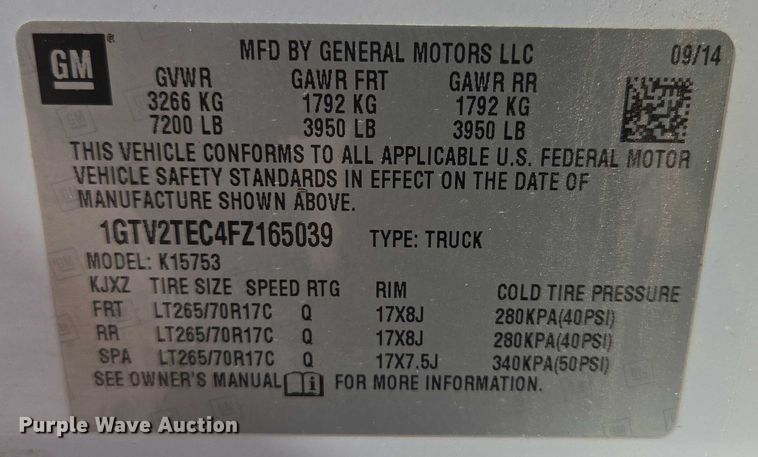 GM
MFD BY GENERAL MOTORS LLC 09/14
GVWR GAWR FRT GAWR RR
3266 KG 1792 KG 1792 KG
7200 LB 3950 LB 3950 LB
THIS VEHICLE CONFORMS TO ALL APPLICABLE U.S. FEDERAL MOTOR
VEHICLE SAFETY STANDARDS IN EFFECT ON THE DATE OF
MANUFACTURE SHOWN ABOVE.
1GTV2TEC4FZ165039 TYPE: TRUCK
MODEL: K15753
KJXZ TIRE SIZE SPEED RTG RIM COLD TIRE PRESSURE
FRT LT265/70R17C Q 17X8J 280KPA(40PSI)
RR LT265/70R17C Q 17X8J 280KPA(40PSI)
SPA LT265/70R17C Q 17X7.5J 340KPA(50PSI)
SEE OWNER'S MANUAL FOR MORE INFORMATION.
Purple Wave Auction